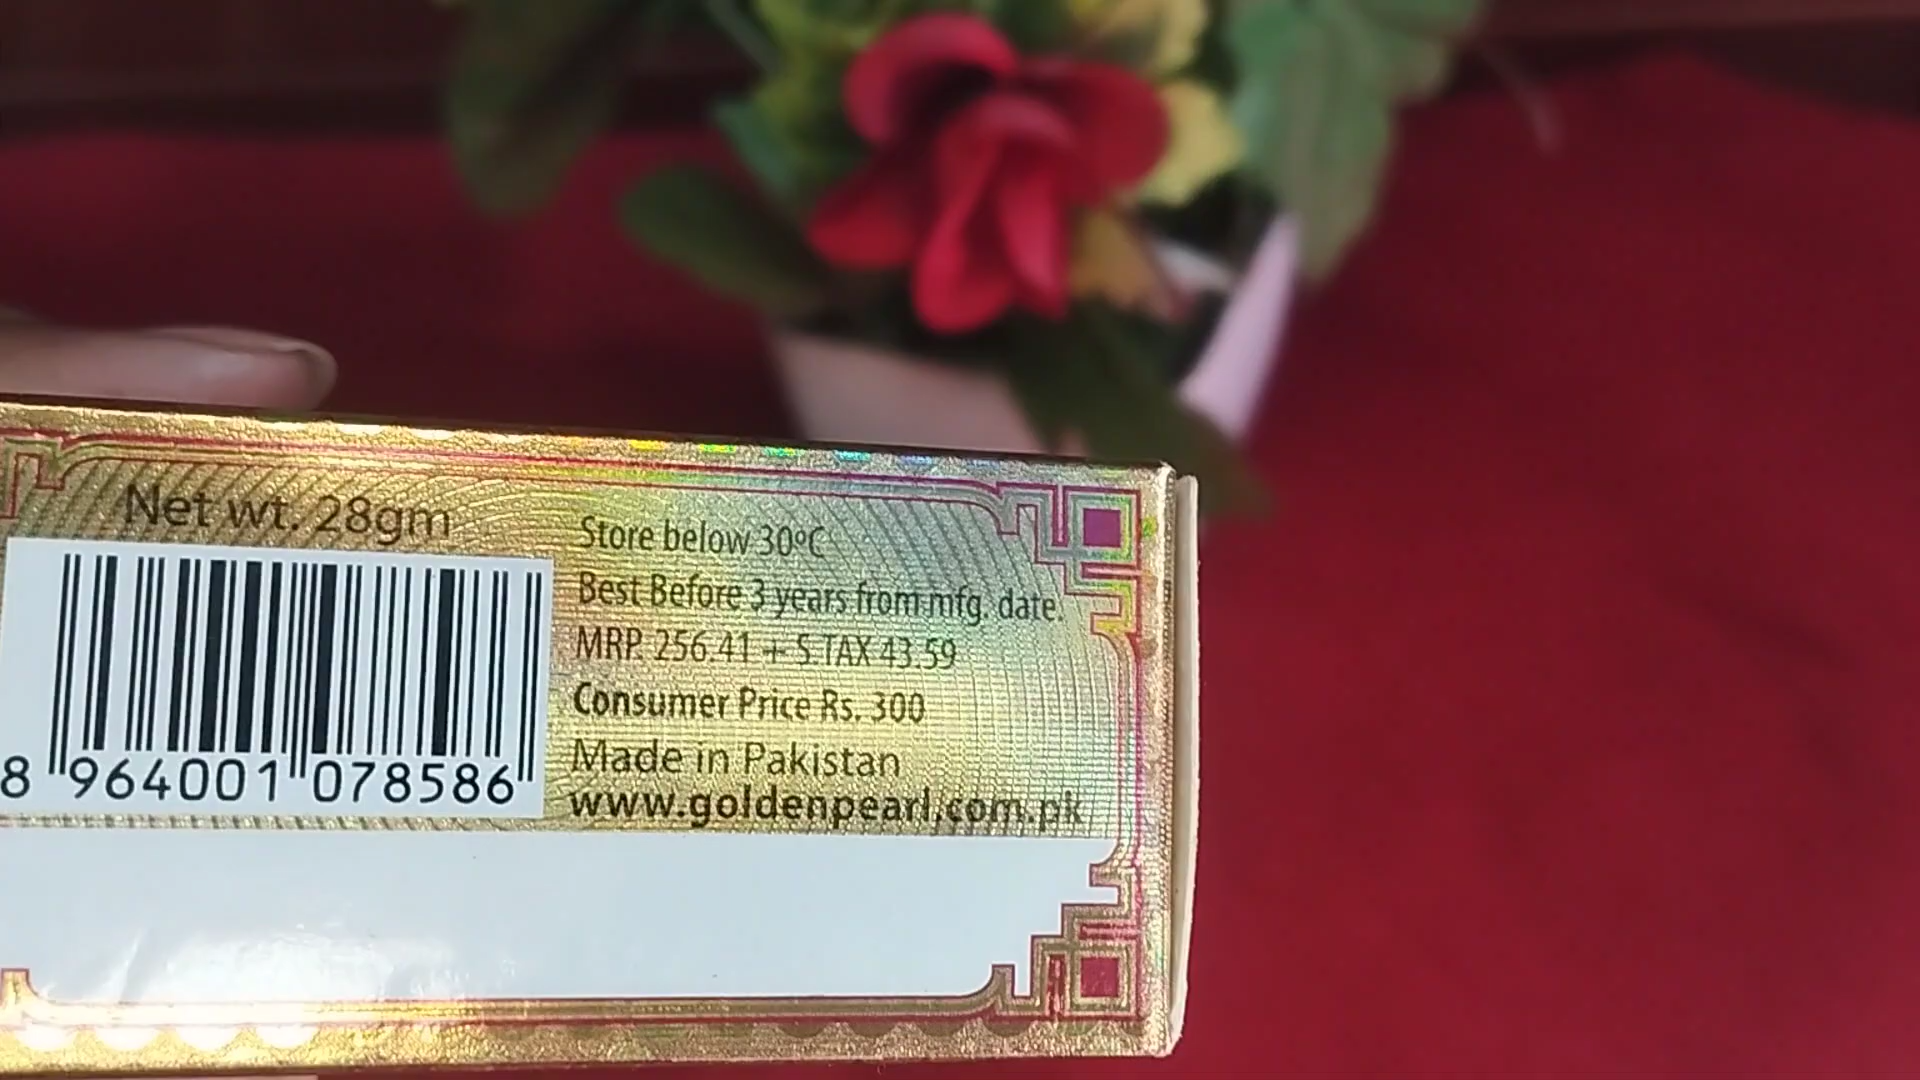 Net wt. 28gm
8 964001 078586
Store below 30ºC
Best Before 3 years from mfg. date.
MRP. 256.41 + S.TAX 43.59
Consumer Price Rs. 300
Made in Pakistan
www.goldenpearl.com.pk